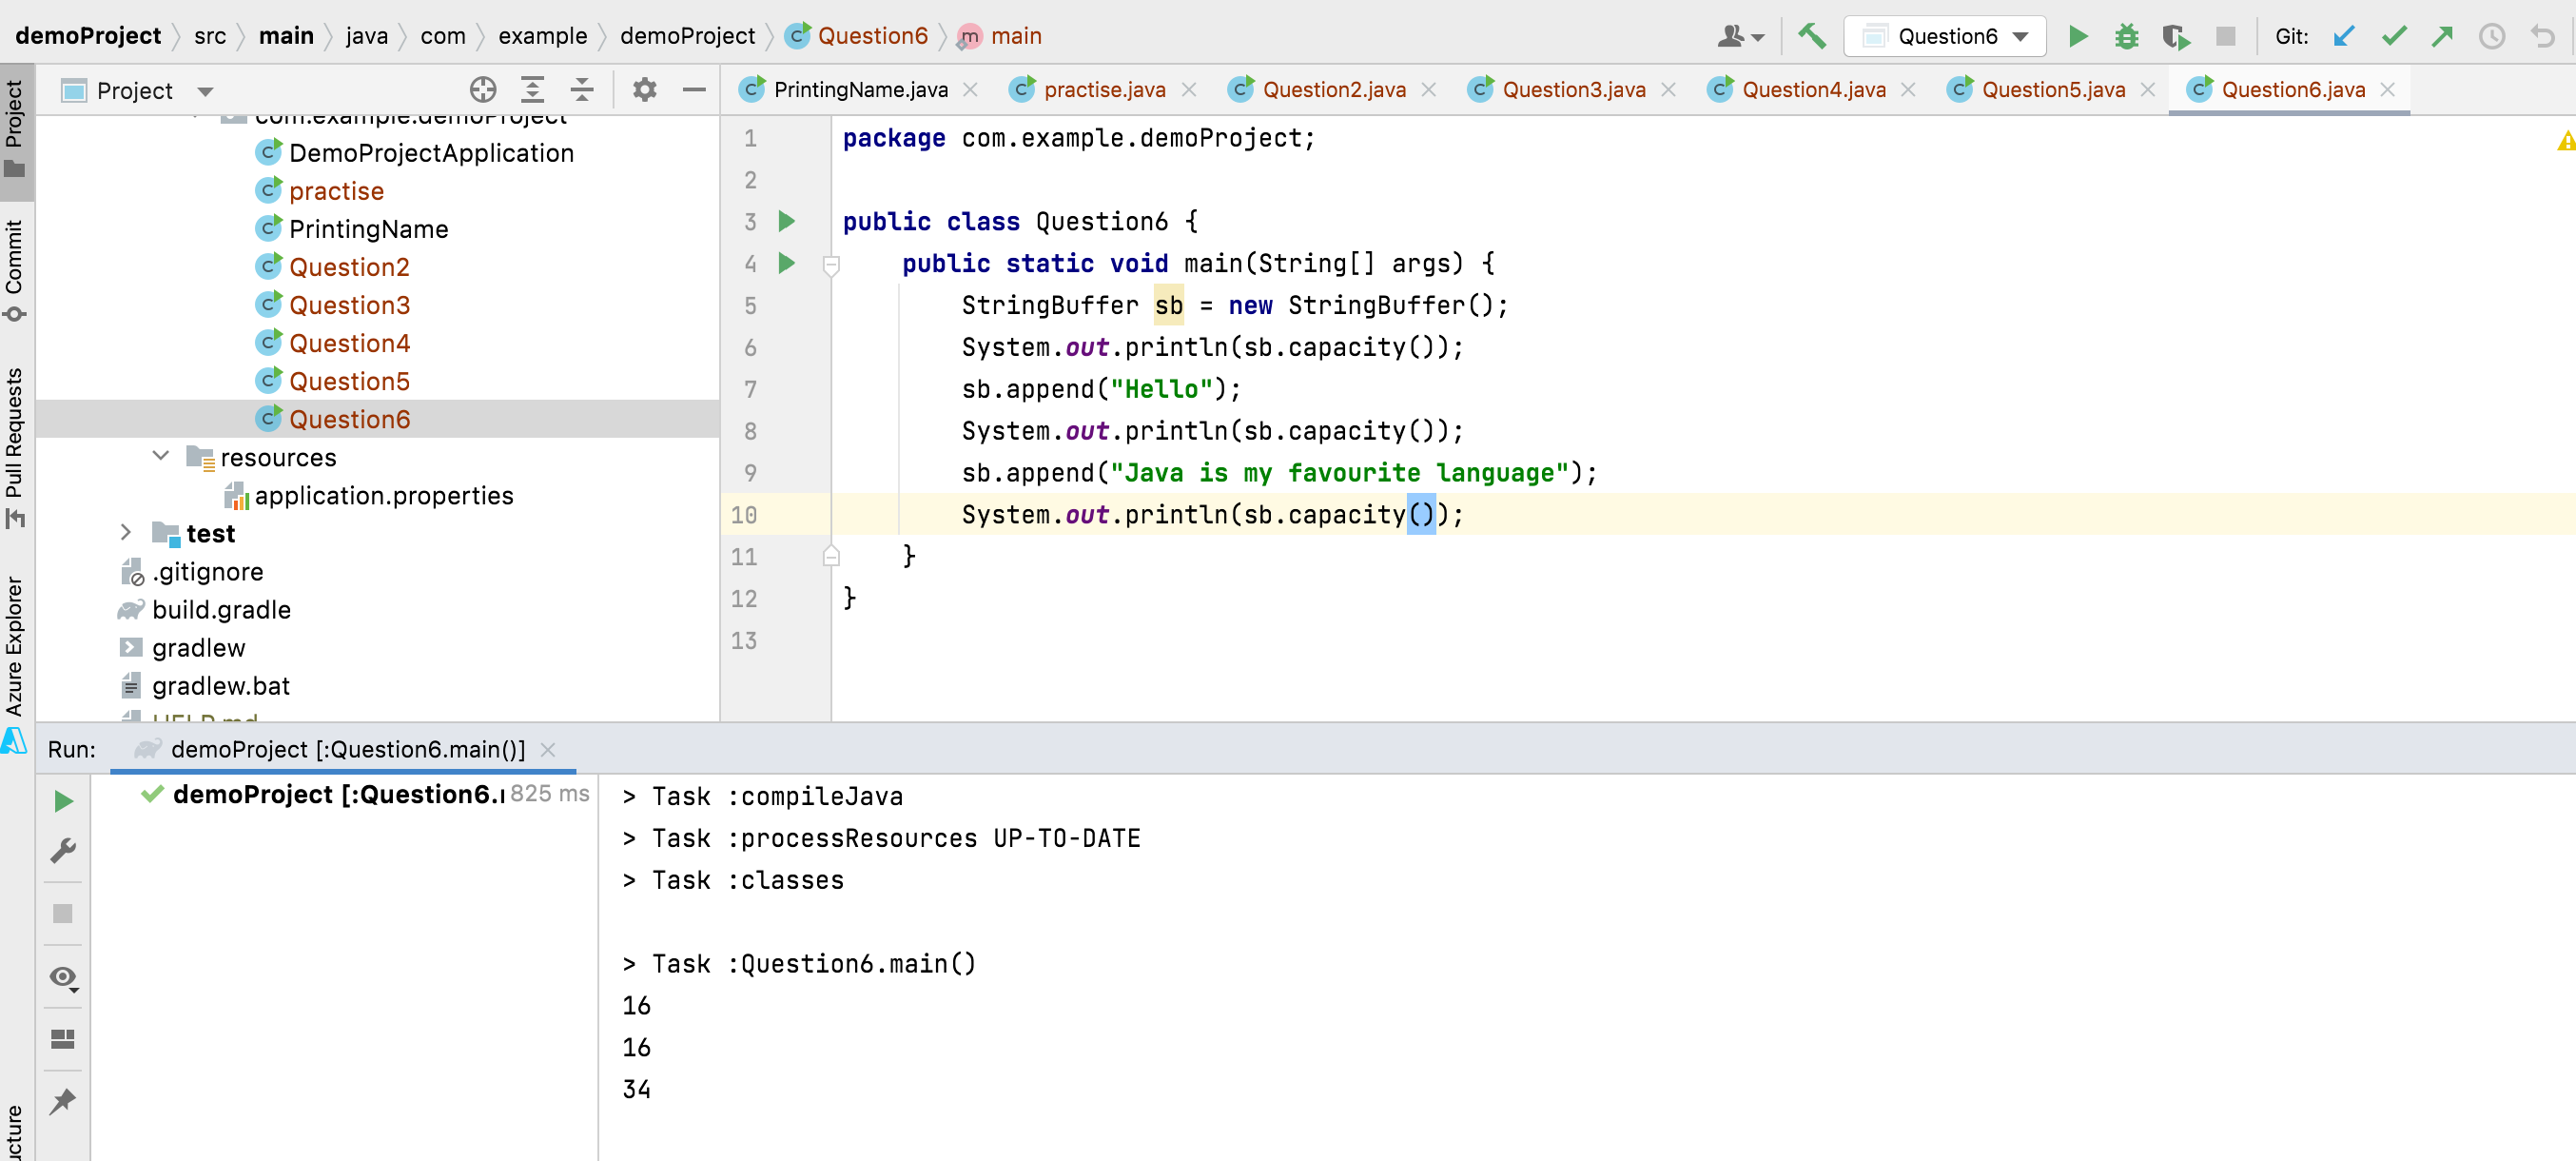 demoProject src main java com example demoProject Question6 main
Question6
Git:
Project
PrintingName.java practise.java Question2.java Question3.java Question4.java Question5.java Question6.java
Project
Commit
Pull Requests
Azure Explorer
com.example.demoProject
DemoProjectApplication
practise
PrintingName
Question2
Question3
Question4
Question5
Question6
resources
application.properties
test
.gitignore
build.gradle
gradlew
gradlew.bat
HELP.md
1 package com.example.demoProject;
2
3 public class Question6 {
4 public static void main(String[] args) {
5 StringBuffer sb = new StringBuffer();
6 System.out.println(sb.capacity());
7 sb.append("Hello");
8 System.out.println(sb.capacity());
9 sb.append("Java is my favourite language");
10 System.out.println(sb.capacity());
11 }
12 }
13
Run: demoProject [:Question6.main()]
demoProject [:Question6. 825 ms
> Task :compileJava
> Task :processResources UP-TO-DATE
> Task :classes
> Task :Question6.main()
16
16
34